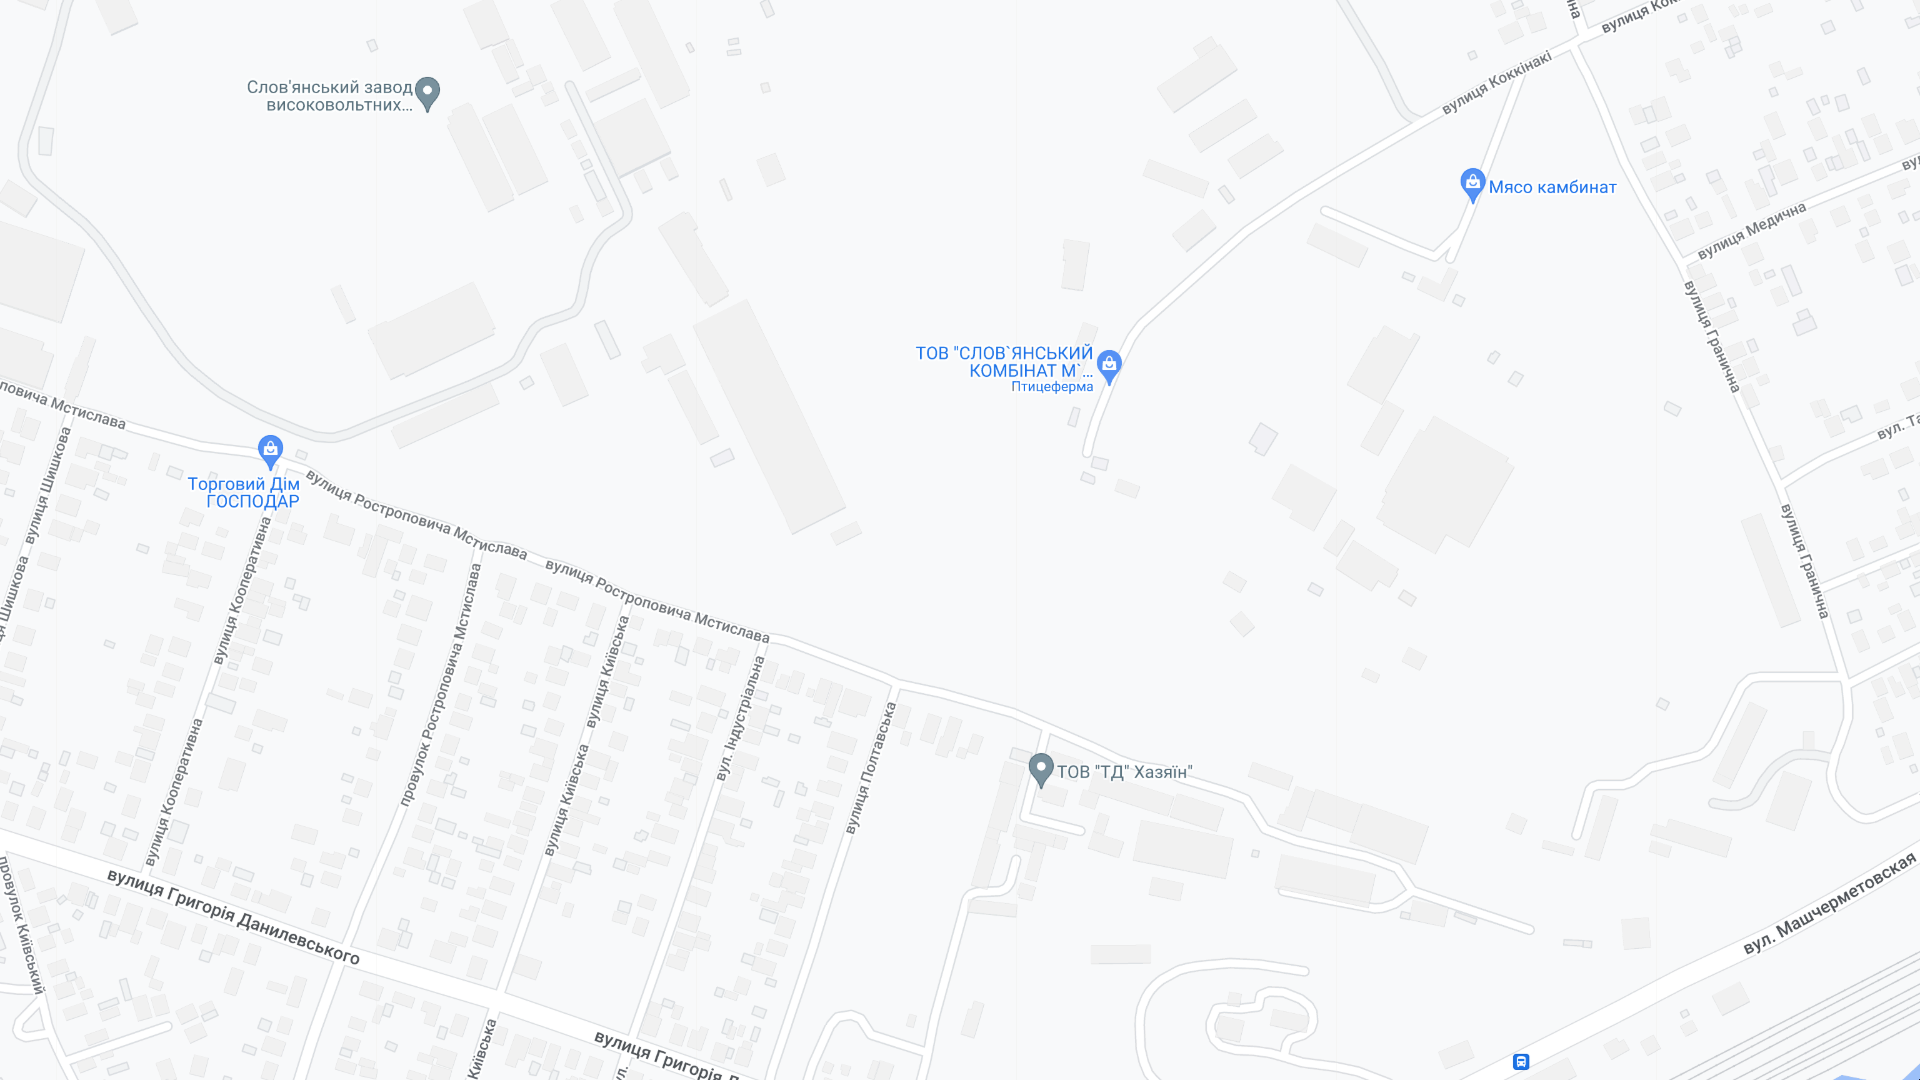 вулиця Коккінакі
Слов'янський завод
високовольтних...
вулиця Коккінакі
Мясо камбинат
вулиця Медична
вулиця Гранична
ТОВ "СЛОВ`ЯНСЬКИЙ
КОМБІНАТ М`...
Птицеферма
ловича Мстислава
вул. Та
вулиця Шишкова
Торговий Дім
ГОСПОДАР
вулиця Ростроповича Мстислава
вулиця Кооперативна
вулиця Гранична
вулиця Ростроповича Мстислава
ця Шишкова
провулок Ростроповича Мстислава
вулиця Київська
вул. Індустріальна
вулиця Полтавська
вулиця Кооперативна
вулиця Київська
ТОВ "ТД" Хазяїн"
вулиця Григорія Данилевського
провулок Київський
вул. Машчерметовская
Київська
вул.
вулиця Григорія Д